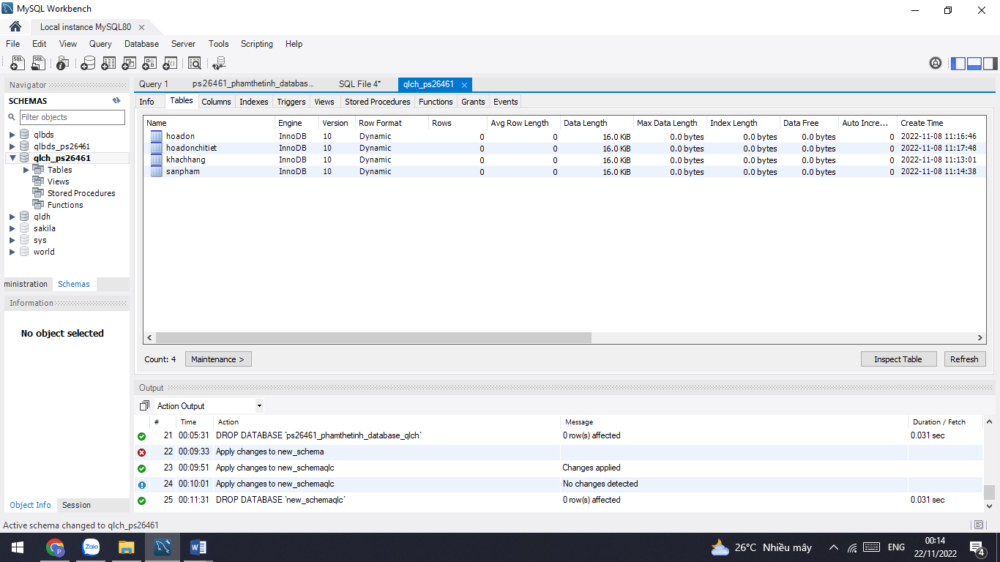 MySQL Workbench
Local instance MySQL80
File Edit View Query Database Server Tools Scripting Help
Navigator
SCHEMAS
Filter objects
qlbds
qlbds_ps26461
qlch_ps26461
Tables
Views
Stored Procedures
Functions
qldh
sakila
sys
world
ministration Schemas
Information
No object selected
Object Info Session
Query 1 ps26461_phamthetinh_databas... SQL File 4* qlch_ps26461
Info Tables Columns Indexes Triggers Views Stored Procedures Functions Grants Events
Name Engine Version Row Format Rows Avg Row Length Data Length Max Data Length Index Length Data Free Auto Incre... Create Time
hoadon InnoDB 10 Dynamic 0 0 16.0 KiB 0.0 bytes 0.0 bytes 0.0 bytes 0 2022-11-08 11:16:46
hoadonchitiet InnoDB 10 Dynamic 0 0 16.0 KiB 0.0 bytes 0.0 bytes 0.0 bytes 0 2022-11-08 11:17:48
khachhang InnoDB 10 Dynamic 0 0 16.0 KiB 0.0 bytes 0.0 bytes 0.0 bytes 0 2022-11-08 11:13:01
sanpham InnoDB 10 Dynamic 0 0 16.0 KiB 0.0 bytes 0.0 bytes 0.0 bytes 0 2022-11-08 11:14:38
Count: 4 Maintenance > Inspect Table Refresh
Output
Action Output
# Time Action Message Duration / Fetch
21 00:05:31 DROP DATABASE `ps26461_phamthetinh_database_qlch` 0 row(s) affected 0.031 sec
22 00:09:33 Apply changes to new_schema
23 00:09:51 Apply changes to new_schemaqlc Changes applied
24 00:10:01 Apply changes to new_schemaqlc No changes detected
25 00:11:31 DROP DATABASE `new_schemaqlc` 0 row(s) affected 0.031 sec
Active schema changed to qlch_ps26461
P Zalo W 26°C Nhiều mây ENG 00:14
22/11/2022 4